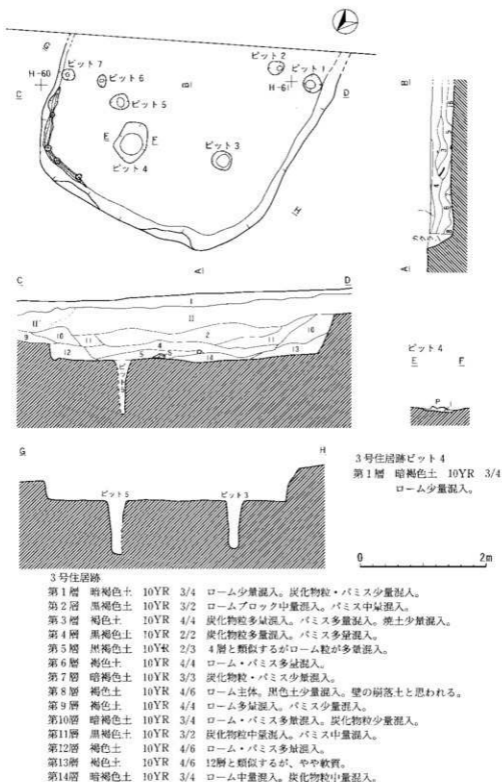 ピット7
H-60
ピット6
ピット5
ピット2
ピット1
H-61
ピット3
ピット4
C
D
E
F
G
H
A
B
C
D
I
II
II
9
10
11
12
2
4
5
11
10
13
14
ピット4
E
F
P
1
G
H
ピット5
ピット3
3号住居跡ピット4
第1層 暗褐色土 10YR 3/4
ローム少量混入。
0 2m
3号住居跡
第1層 暗褐色土 10YR 3/4 ローム少量混入。炭化物粒・パミス少量混入。
第2層 黒褐色土 10YR 3/2 ロームブロック中量混入。パミス中量混入。
第3層 褐色土 10YR 4/4 炭化物粒多量混入。パミス多量混入。焼土少量混入。
第4層 黒褐色土 10YR 2/2 炭化物粒多量混入。パミス多量混入。
第5層 黒褐色土 10YR 2/3 4層と類似するがローム粒が多量混入。
第6層 褐色土 10YR 4/4 ローム・パミス多量混入。
第7層 暗褐色土 10YR 3/3 炭化物粒・パミス少量混入。
第8層 褐色土 10YR 4/6 ローム主体。黒色土少量混入。壁の崩落土と思われる。
第9層 褐色土 10YR 4/4 ローム多量混入。パミス少量混入。
第10層 暗褐色土 10YR 3/4 ローム・パミス多量混入。炭化物粒少量混入。
第11層 黒褐色土 10YR 3/2 炭化物粒中量混入。パミス中量混入。
第12層 褐色土 10YR 4/6 ローム・パミス多量混入。
第13層 褐色土 10YR 4/6 12層と類似するが、やや軟質。
第14層 暗褐色土 10YR 3/4 ローム中量混入。炭化物粒中量混入。